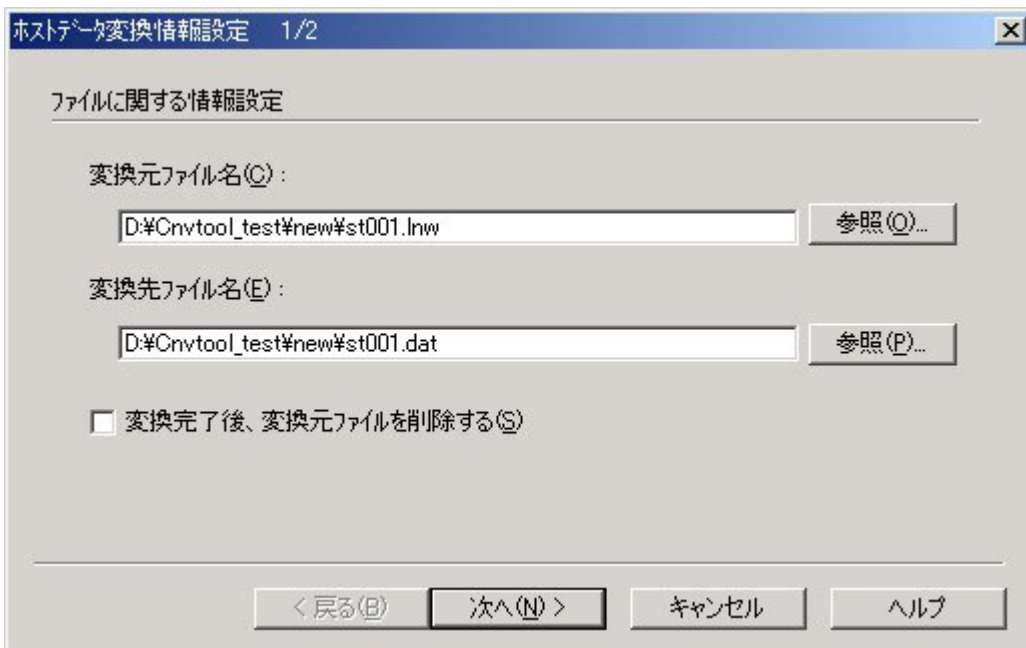 ホストデータ変換情報設定　1/2
ファイルに関する情報設定
変換元ファイル名(C)：
D:¥Cnvtool_test¥new¥st001.lnw
参照(O)...
変換先ファイル名(E)：
D:¥Cnvtool_test¥new¥st001.dat
参照(P)...
変換完了後、変換元ファイルを削除する(S)
< 戻る(B)　次へ(N) >　キャンセル　ヘルプ